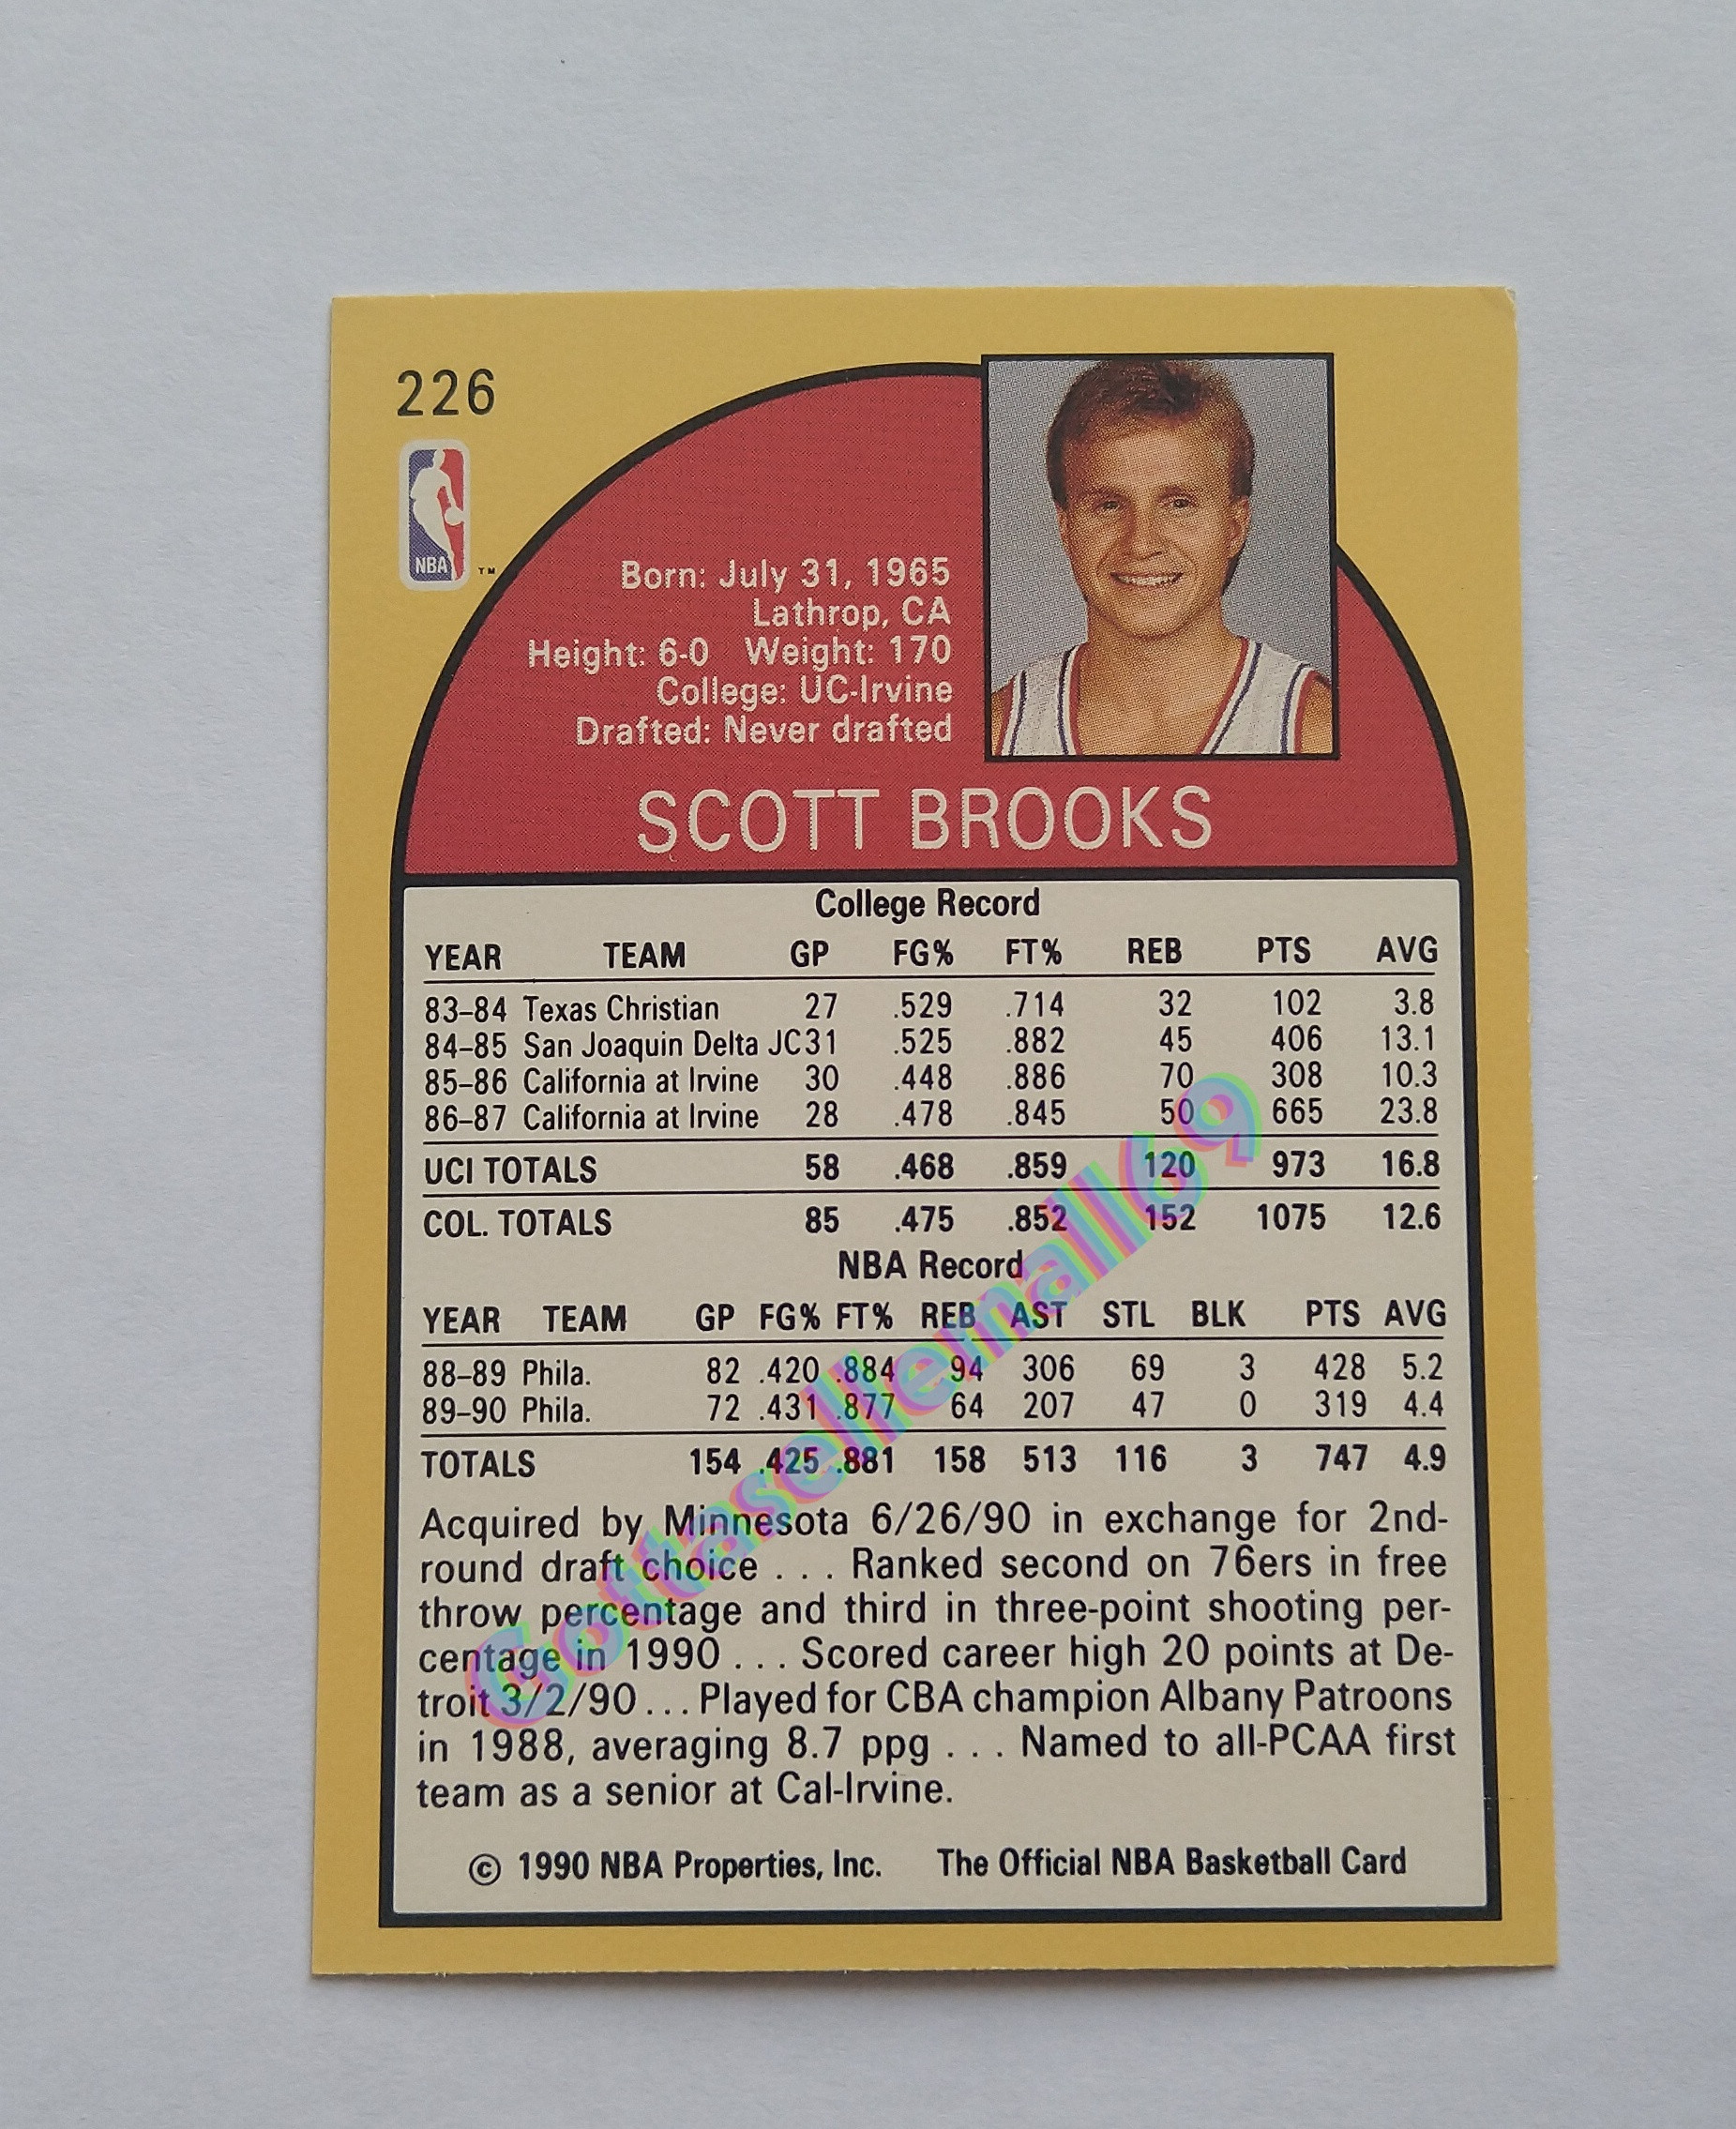 226
NBA
™
Born: July 31, 1965
Lathrop, CA
Height: 6-0 Weight: 170
College: UC-Irvine
Drafted: Never drafted
SCOTT BROOKS
College Record
YEAR TEAM GP FG% FT% REB PTS AVG
83–84 Texas Christian 27 .529 .714 32 102 3.8
84–85 San Joaquin Delta JC 31 .525 .882 45 406 13.1
85–86 California at Irvine 30 .448 .886 70 308 10.3
86–87 California at Irvine 28 .478 .845 50 665 23.8
UCI TOTALS 58 .468 .859 120 973 16.8
COL. TOTALS 85 .475 .852 152 1075 12.6
NBA Record
YEAR TEAM GP FG% FT% REB AST STL BLK PTS AVG
88–89 Phila. 82 .420 .884 94 306 69 3 428 5.2
89–90 Phila. 72 .431 .877 64 207 47 0 319 4.4
TOTALS 154 .425 .881 158 513 116 3 747 4.9
Acquired by Minnesota 6/26/90 in exchange for 2nd-
round draft choice . . . Ranked second on 76ers in free
throw percentage and third in three-point shooting per-
centage in 1990 . . . Scored career high 20 points at De-
troit 3/2/90 . . . Played for CBA champion Albany Patroons
in 1988, averaging 8.7 ppg . . . Named to all-PCAA first
team as a senior at Cal-Irvine.
© 1990 NBA Properties, Inc. The Official NBA Basketball Card
Gottasellemall69